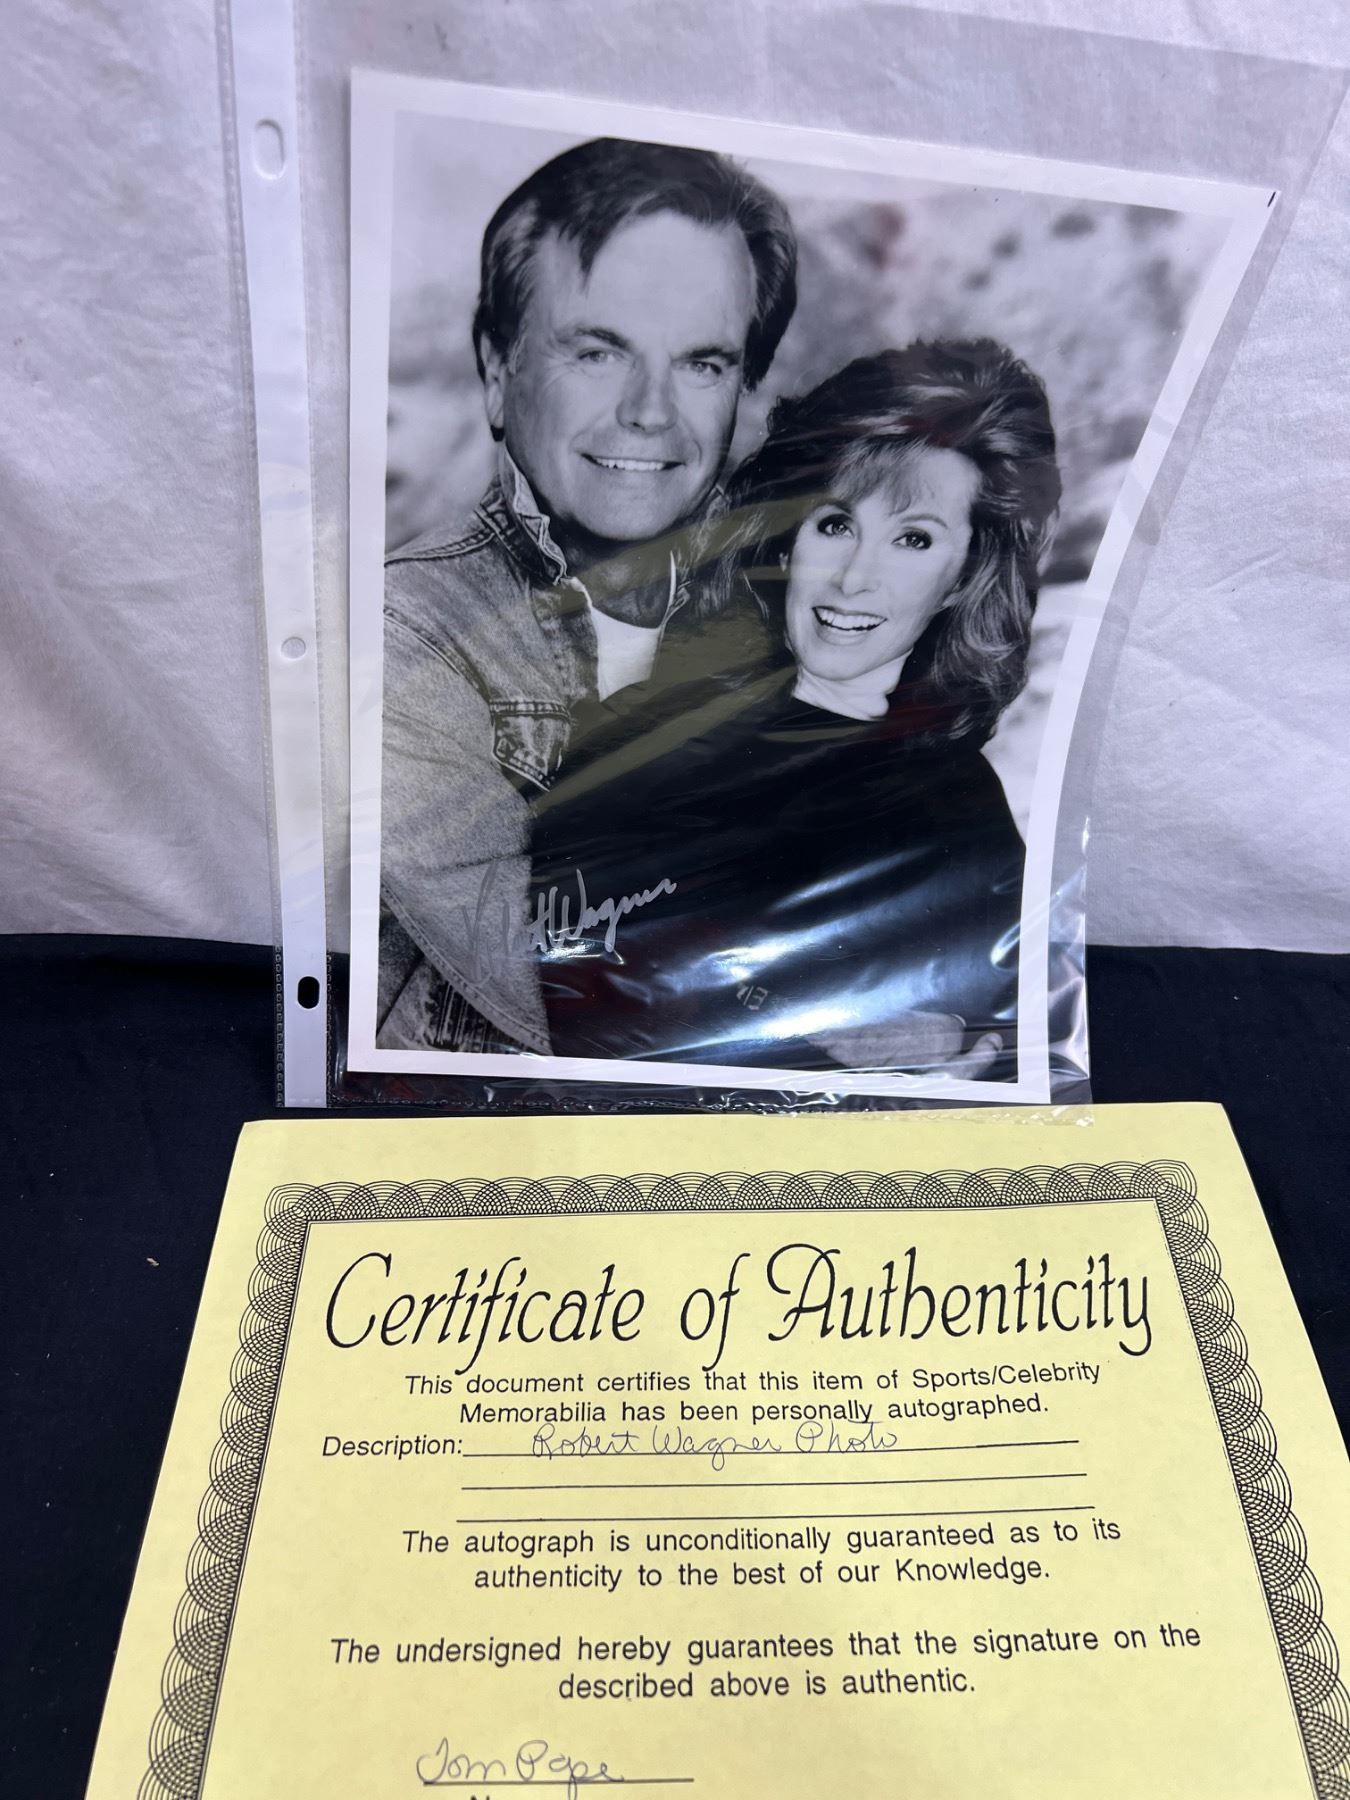 Robert Wagner
Certificate of Authenticity
This document certifies that this item of Sports/Celebrity
Memorabilia has been personally autographed.
Description: Robert Wagner Photo
The autograph is unconditionally guaranteed as to its
authenticity to the best of our Knowledge.
The undersigned hereby guarantees that the signature on the
described above is authentic.
Tom Pope